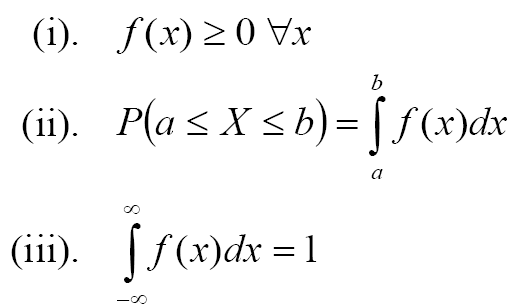 (i). f(x) ≥ 0 ∀x
(ii). P(a ≤ X ≤ b) = ∫_a^b f(x)dx
(iii). ∫_{-∞}^{∞} f(x)dx = 1